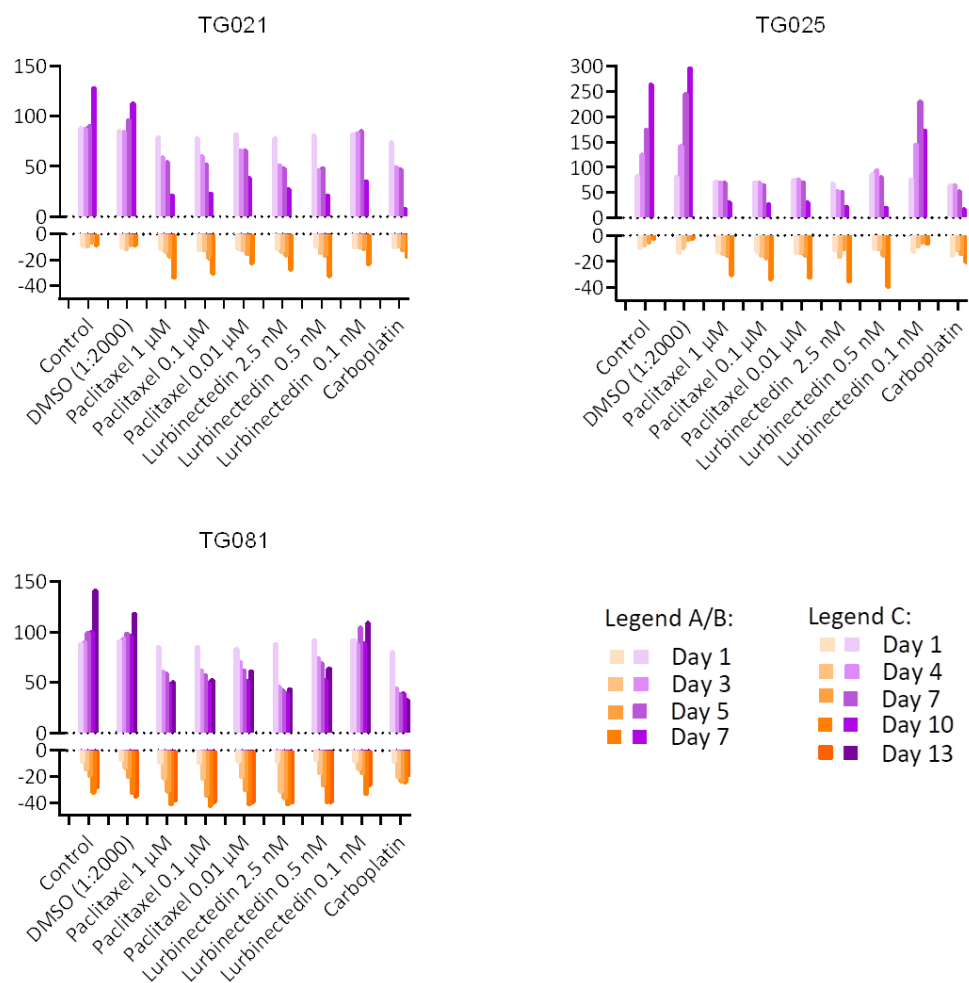 TG021
150
100
50
0
0
-20
-40
Control
DMSO (1:2000)
Paclitaxel 1 µM
Paclitaxel 0.1 µM
Paclitaxel 0.01 µM
Lurbinectedin 2.5 nM
Lurbinectedin 0.5 nM
Lurbinectedin 0.1 nM
Carboplatin
TG025
300
250
200
150
100
50
0
0
-20
-40
Control
DMSO (1:2000)
Paclitaxel 1 µM
Paclitaxel 0.1 µM
Paclitaxel 0.01 µM
Lurbinectedin 2.5 nM
Lurbinectedin 0.5 nM
Lurbinectedin 0.1 nM
Carboplatin
TG081
150
100
50
0
0
-20
-40
Control
DMSO (1:2000)
Paclitaxel 1 µM
Paclitaxel 0.1 µM
Paclitaxel 0.01 µM
Lurbinectedin 2.5 nM
Lurbinectedin 0.5 nM
Lurbinectedin 0.1 nM
Carboplatin
Legend A/B:
Day 1
Day 3
Day 5
Day 7
Legend C:
Day 1
Day 4
Day 7
Day 10
Day 13